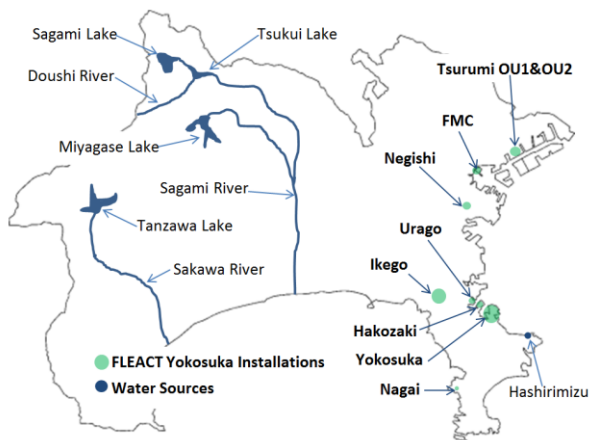 Sagami Lake
Tsukui Lake
Doushi River
Tsurumi OU1&OU2
FMC
Miyagase Lake
Negishi
Sagami River
Tanzawa Lake
Urago
Ikego
Sakawa River
Hakozaki
FLEACT Yokosuka Installations
Yokosuka
Water Sources
Nagai
Hashirimizu